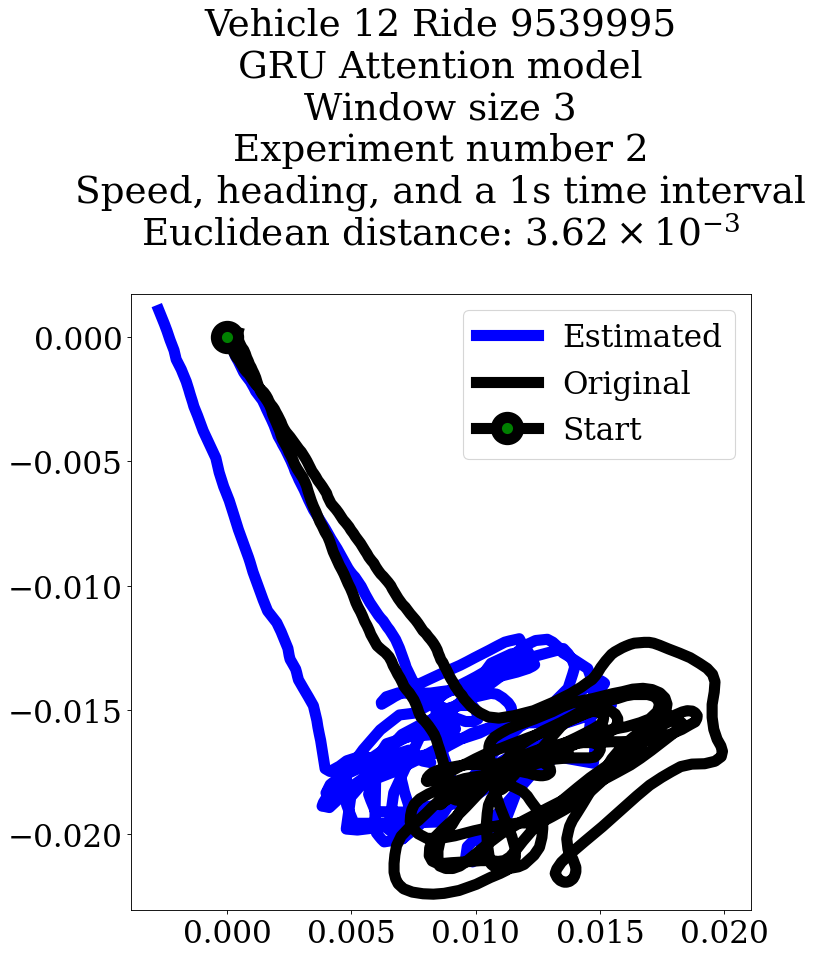 Vehicle 12 Ride 9539995
GRU Attention model
Window size 3
Experiment number 2
Speed, heading, and a 1s time interval
Euclidean distance: 3.62 × 10⁻³
Estimated
Original
Start
0.000
−0.005
−0.010
−0.015
−0.020
0.000 0.005 0.010 0.015 0.020